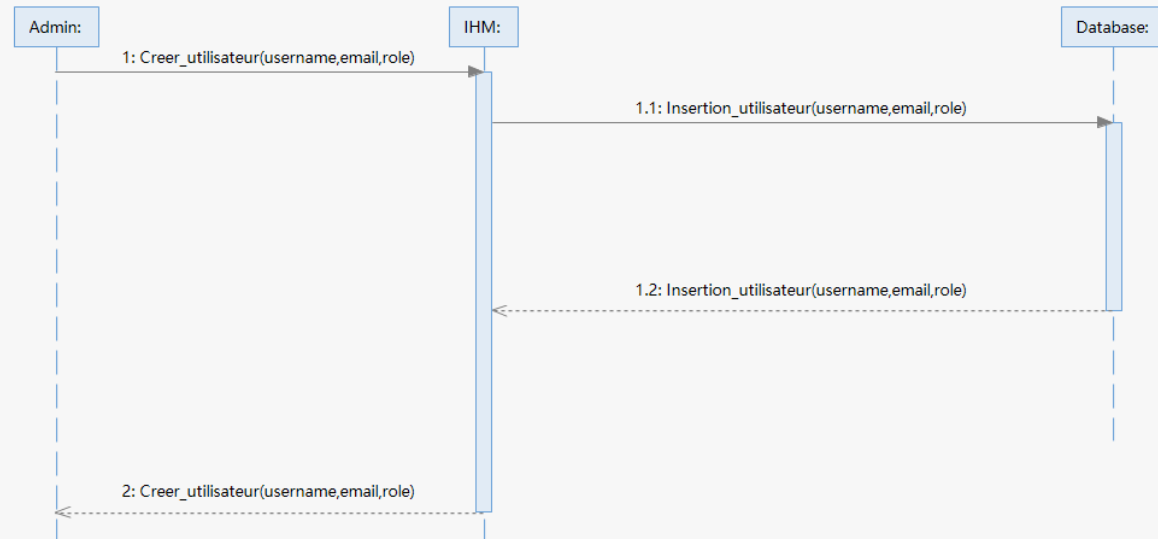 Admin:
IHM:
Database:
1: Creer_utilisateur(username,email,role)
1.1: Insertion_utilisateur(username,email,role)
1.2: Insertion_utilisateur(username,email,role)
2: Creer_utilisateur(username,email,role)